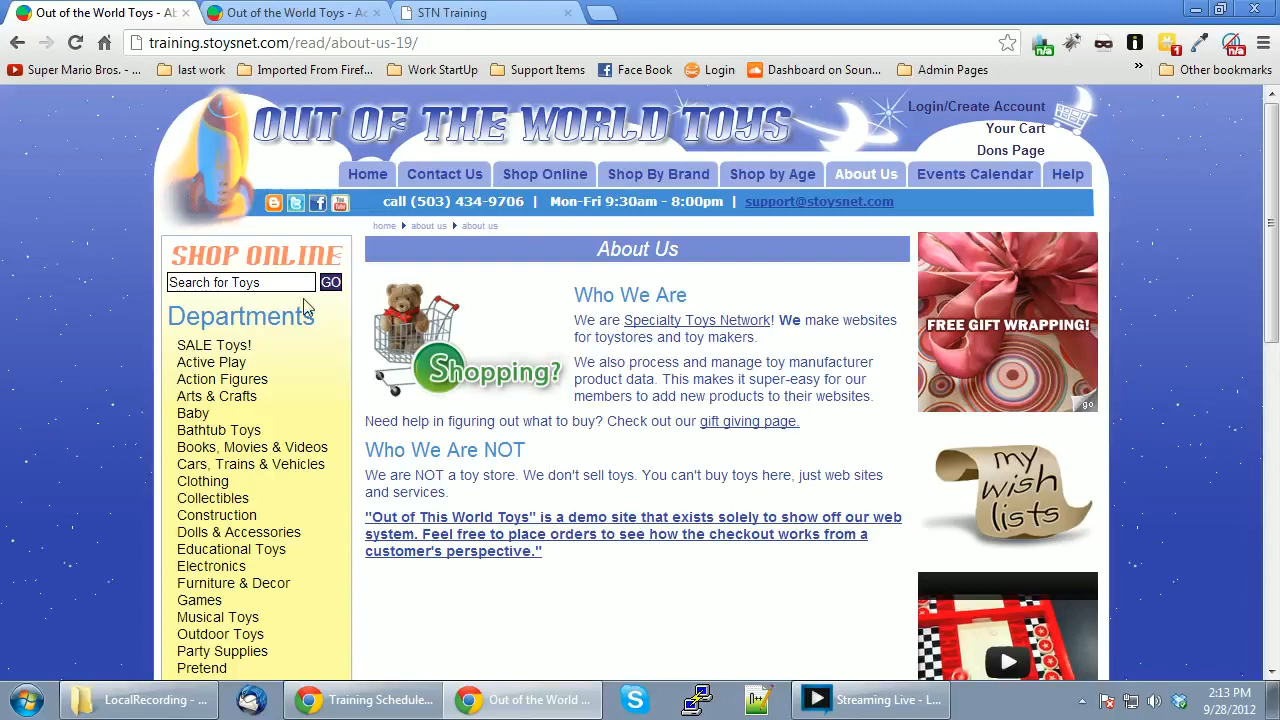 Out of the World Toys - Ab
Out of the World Toys - Ac
STN Training
training.stoysnet.com/read/about-us-19/
n/a
1
n/a
Super Mario Bros. - ...
last work
Imported From Firef...
Work StartUp
Support Items
Face Book
Login
Dashboard on Soun...
Admin Pages
»
Other bookmarks
OUT OF THE WORLD TOYS
Login/Create Account
Your Cart
Dons Page
Home
Contact Us
Shop Online
Shop By Brand
Shop by Age
About Us
Events Calendar
Help
You Tube
call (503) 434-9706 | Mon-Fri 9:30am - 8:00pm | support@stoysnet.com
home about us about us
SHOP ONLINE
Search for Toys GO
Departments
SALE Toys!
Active Play
Action Figures
Arts & Crafts
Baby
Bathtub Toys
Books, Movies & Videos
Cars, Trains & Vehicles
Clothing
Collectibles
Construction
Dolls & Accessories
Educational Toys
Electronics
Furniture & Decor
Games
Musical Toys
Outdoor Toys
Party Supplies
Pretend
About Us
Shopping?
Who We Are
We are Specialty Toys Network! We make websites
for toystores and toy makers.
We also process and manage toy manufacturer
product data. This makes it super-easy for our
members to add new products to their websites.
Need help in figuring out what to buy? Check out our gift giving page.
Who We Are NOT
We are NOT a toy store. We don't sell toys. You can't buy toys here, just web sites
and services.
"Out of This World Toys" is a demo site that exists solely to show off our web
system. Feel free to place orders to see how the checkout works from a
customer's perspective."
FREE GIFT WRAPPING!
go
my
wish
lists
LocalRecording - ...
Training Schedule...
Out of the World ...
Streaming Live - L...
2:13 PM
9/28/2012